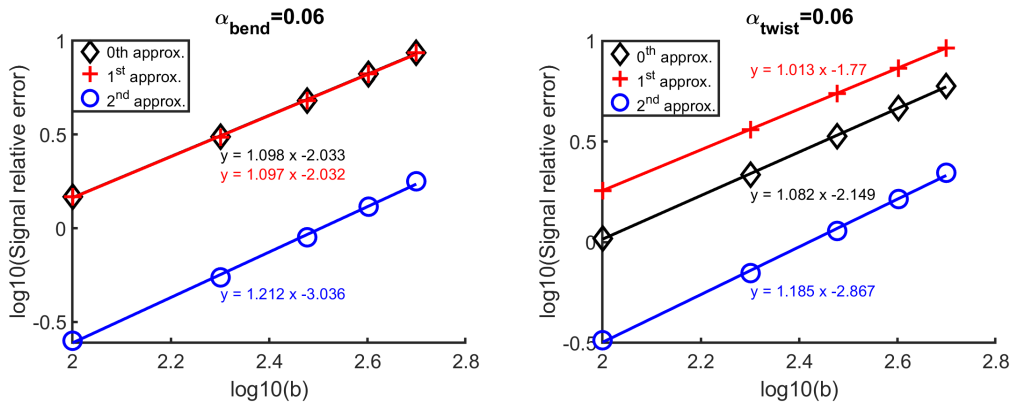 α_bend=0.06
1
0.5
0
-0.5
log10(Signal relative error)
0th approx.
1st approx.
2nd approx.
y = 1.098 x -2.033
y = 1.097 x -2.032
y = 1.212 x -3.036
2 2.2 2.4 2.6 2.8
log10(b)
α_twist=0.06
1
0.5
0
-0.5
log10(Signal relative error)
0th approx.
1st approx.
2nd approx.
y = 1.013 x -1.77
y = 1.082 x -2.149
y = 1.185 x -2.867
2 2.2 2.4 2.6 2.8
log10(b)